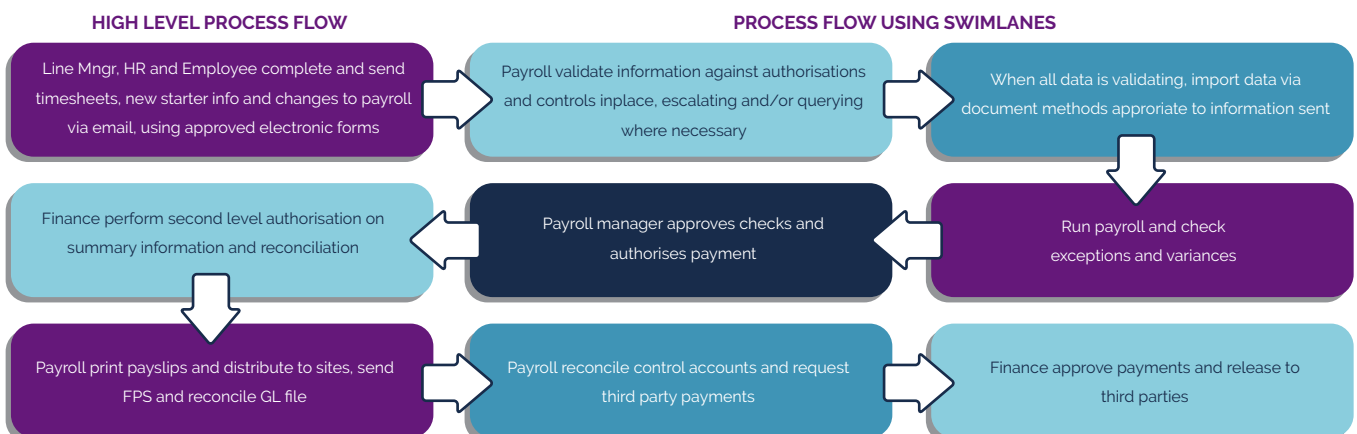 HIGH LEVEL PROCESS FLOW
PROCESS FLOW USING SWIMLANES
Line Mngr, HR and Employee complete and send
timesheets, new starter info and changes to payroll
via email, using approved electronic forms
Payroll validate information against authorisations
and controls inplace, escalating and/or querying
where necessary
When all data is validating, import data via
document methods approriate to information sent
Run payroll and check
exceptions and variances
Payroll manager approves checks and
authorises payment
Finance perform second level authorisation on
summary information and reconciliation
Payroll print payslips and distribute to sites, send
FPS and reconcile GL file
Payroll reconcile control accounts and request
third party payments
Finance approve payments and release to
third parties